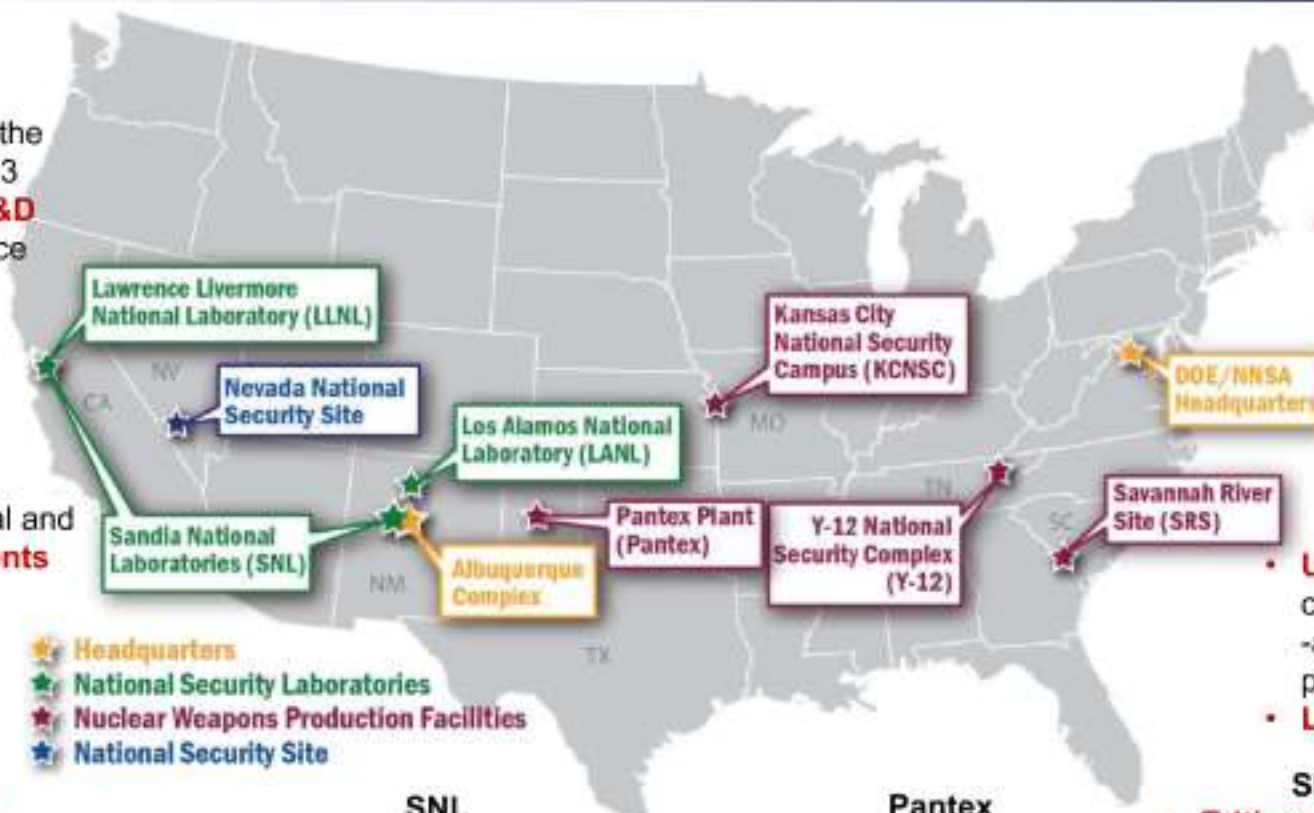 the
3
&D
ce
Lawrence Livermore
National Laboratory (LLNL)
Kansas City
National Security
Campus (KCNSC)
NV
CA
Nevada National
Security Site
DOE/NNSA
Headquarter
Los Alamos National
Laboratory (LANL)
MO
TN
Savannah River
Site (SRS)
SC
al and
nts
Sandia National
Laboratories (SNL)
Pantex Plant
(Pantex)
Y-12 National
Security Complex
(Y-12)
Albuquerque
Complex
NM
TX
Headquarters
National Security Laboratories
Nuclear Weapons Production Facilities
National Security Site
• U
c
-a
p
• L
SNL
Pantex
S